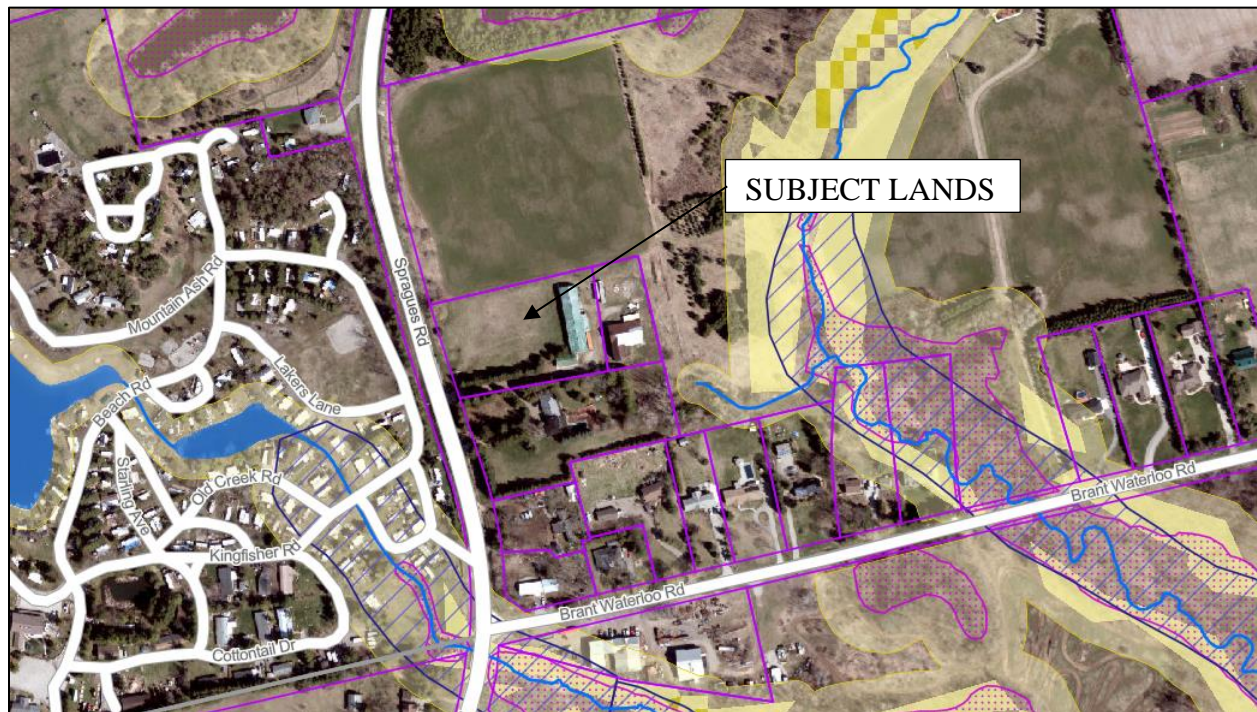 SUBJECT LANDS
Spragues Rd
Mountain Ash Rd
Lakers Lane
Beach Rd
Starling Ave
Old Creek Rd
Kingfisher Rd
Brant Waterloo Rd
Brant Waterloo Rd
Cottontail Dr